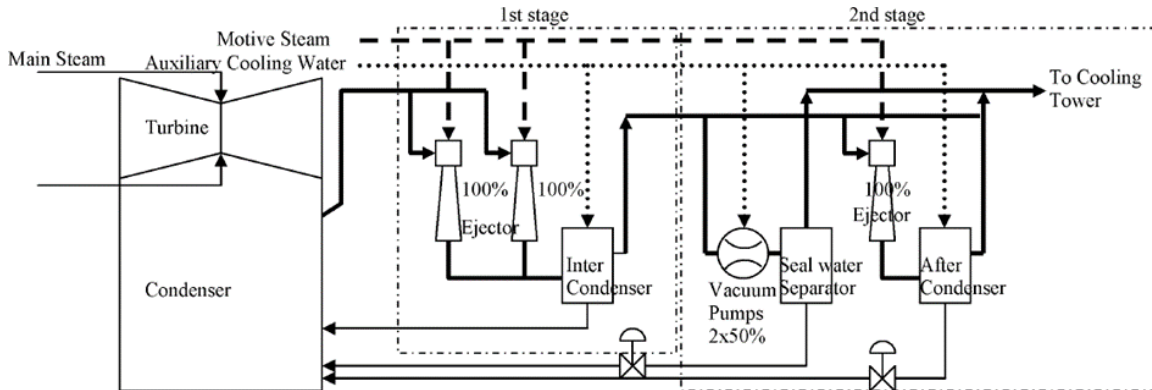 1st stage
2nd stage
Motive Steam
Main Steam
Auxiliary Cooling Water
To Cooling
Tower
Turbine
100%
100%
Ejector
100%
Ejector
Inter
Condenser
Seal water
Separator
After
Condenser
Condenser
Vacuum
Pumps
2x50%